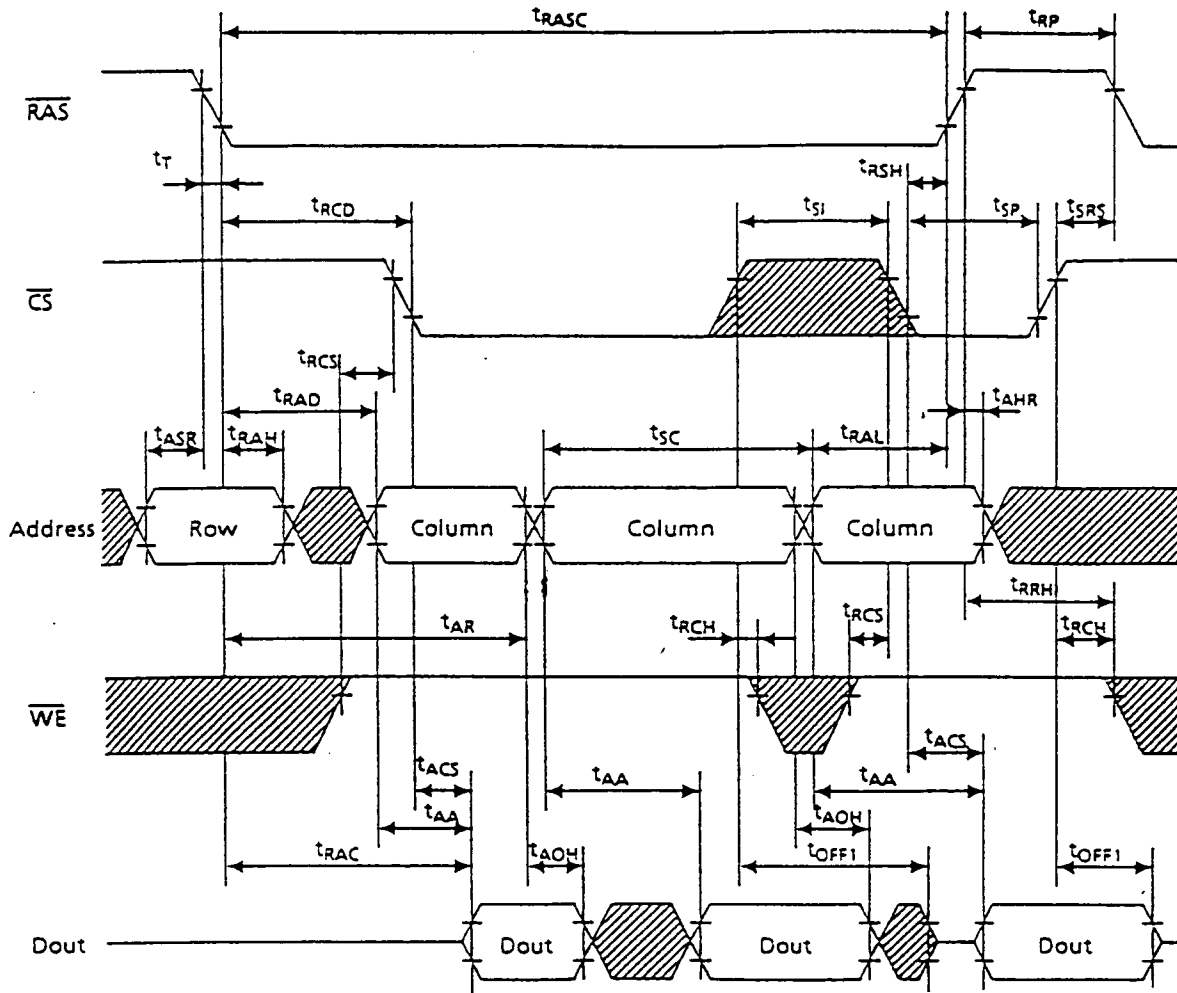 tRASC
tRP
RAS
tT
tRSH
tRCD
tSI
tSP
tSRS
CS
tRCS
tRAD
tAHR
tASR
tRAH
tSC
tRAL
Address
Row
Column
Column
Column
tRRH
tAR
tRCH
tRCS
tRCH
WE
tACS
tACS
tAA
tAA
tAA
tAOH
tRAC
tAOH
tOFF1
tOFF1
Dout
Dout
Dout
Dout